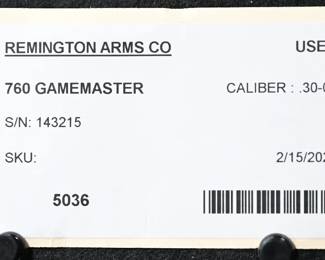 REMINGTON ARMS CO USE
760 GAMEMASTER CALIBER : .30-0
S/N: 143215
SKU: 2/15/202
5036